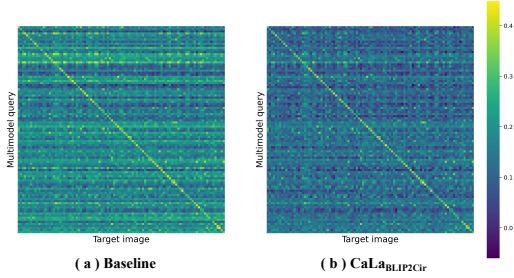 Multimodel query
Target image
( a ) Baseline
Multimodel query
Target image
( b ) CaLaBLIP2Cir
0.4
0.3
0.2
0.1
0.0